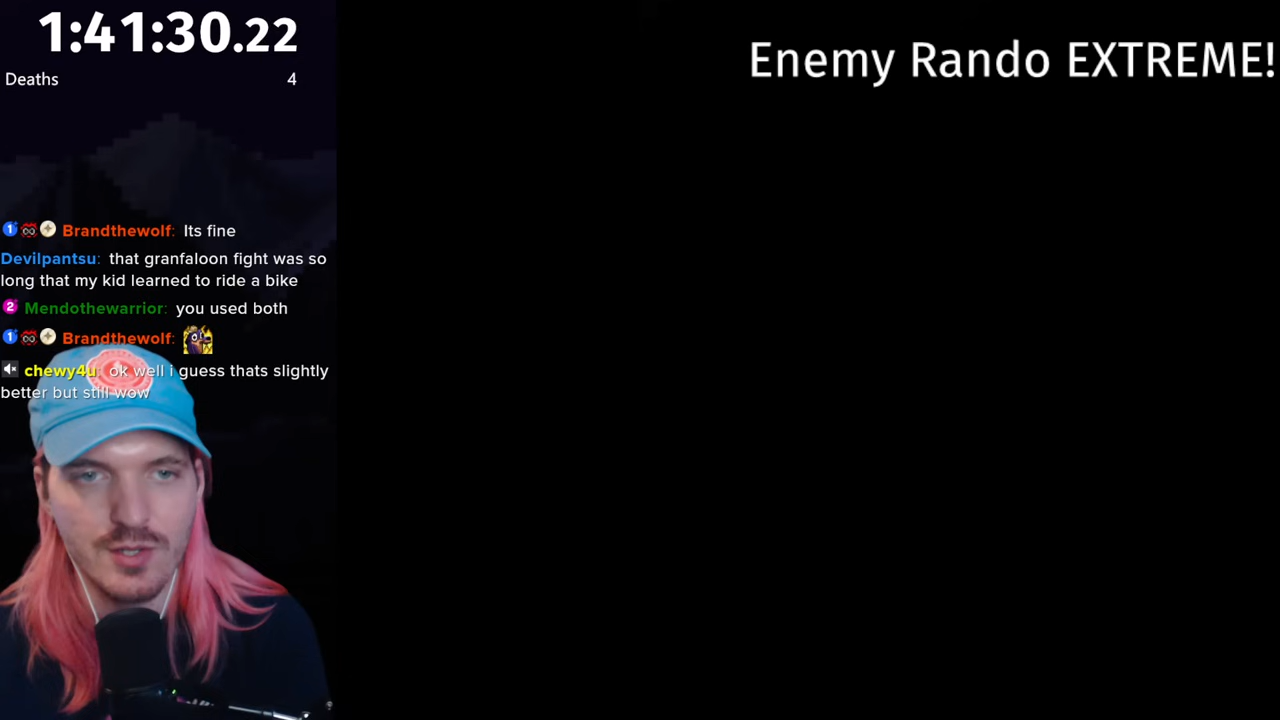 1:41:30.22
Deaths 4
Enemy Rando EXTREME!
Brandthewolf: Its fine
Devilpantsu: that granfaloon fight was so
long that my kid learned to ride a bike
Mendothewarrior: you used both
Brandthewolf:
chewy4u: ok well i guess thats slightly
better but still wow